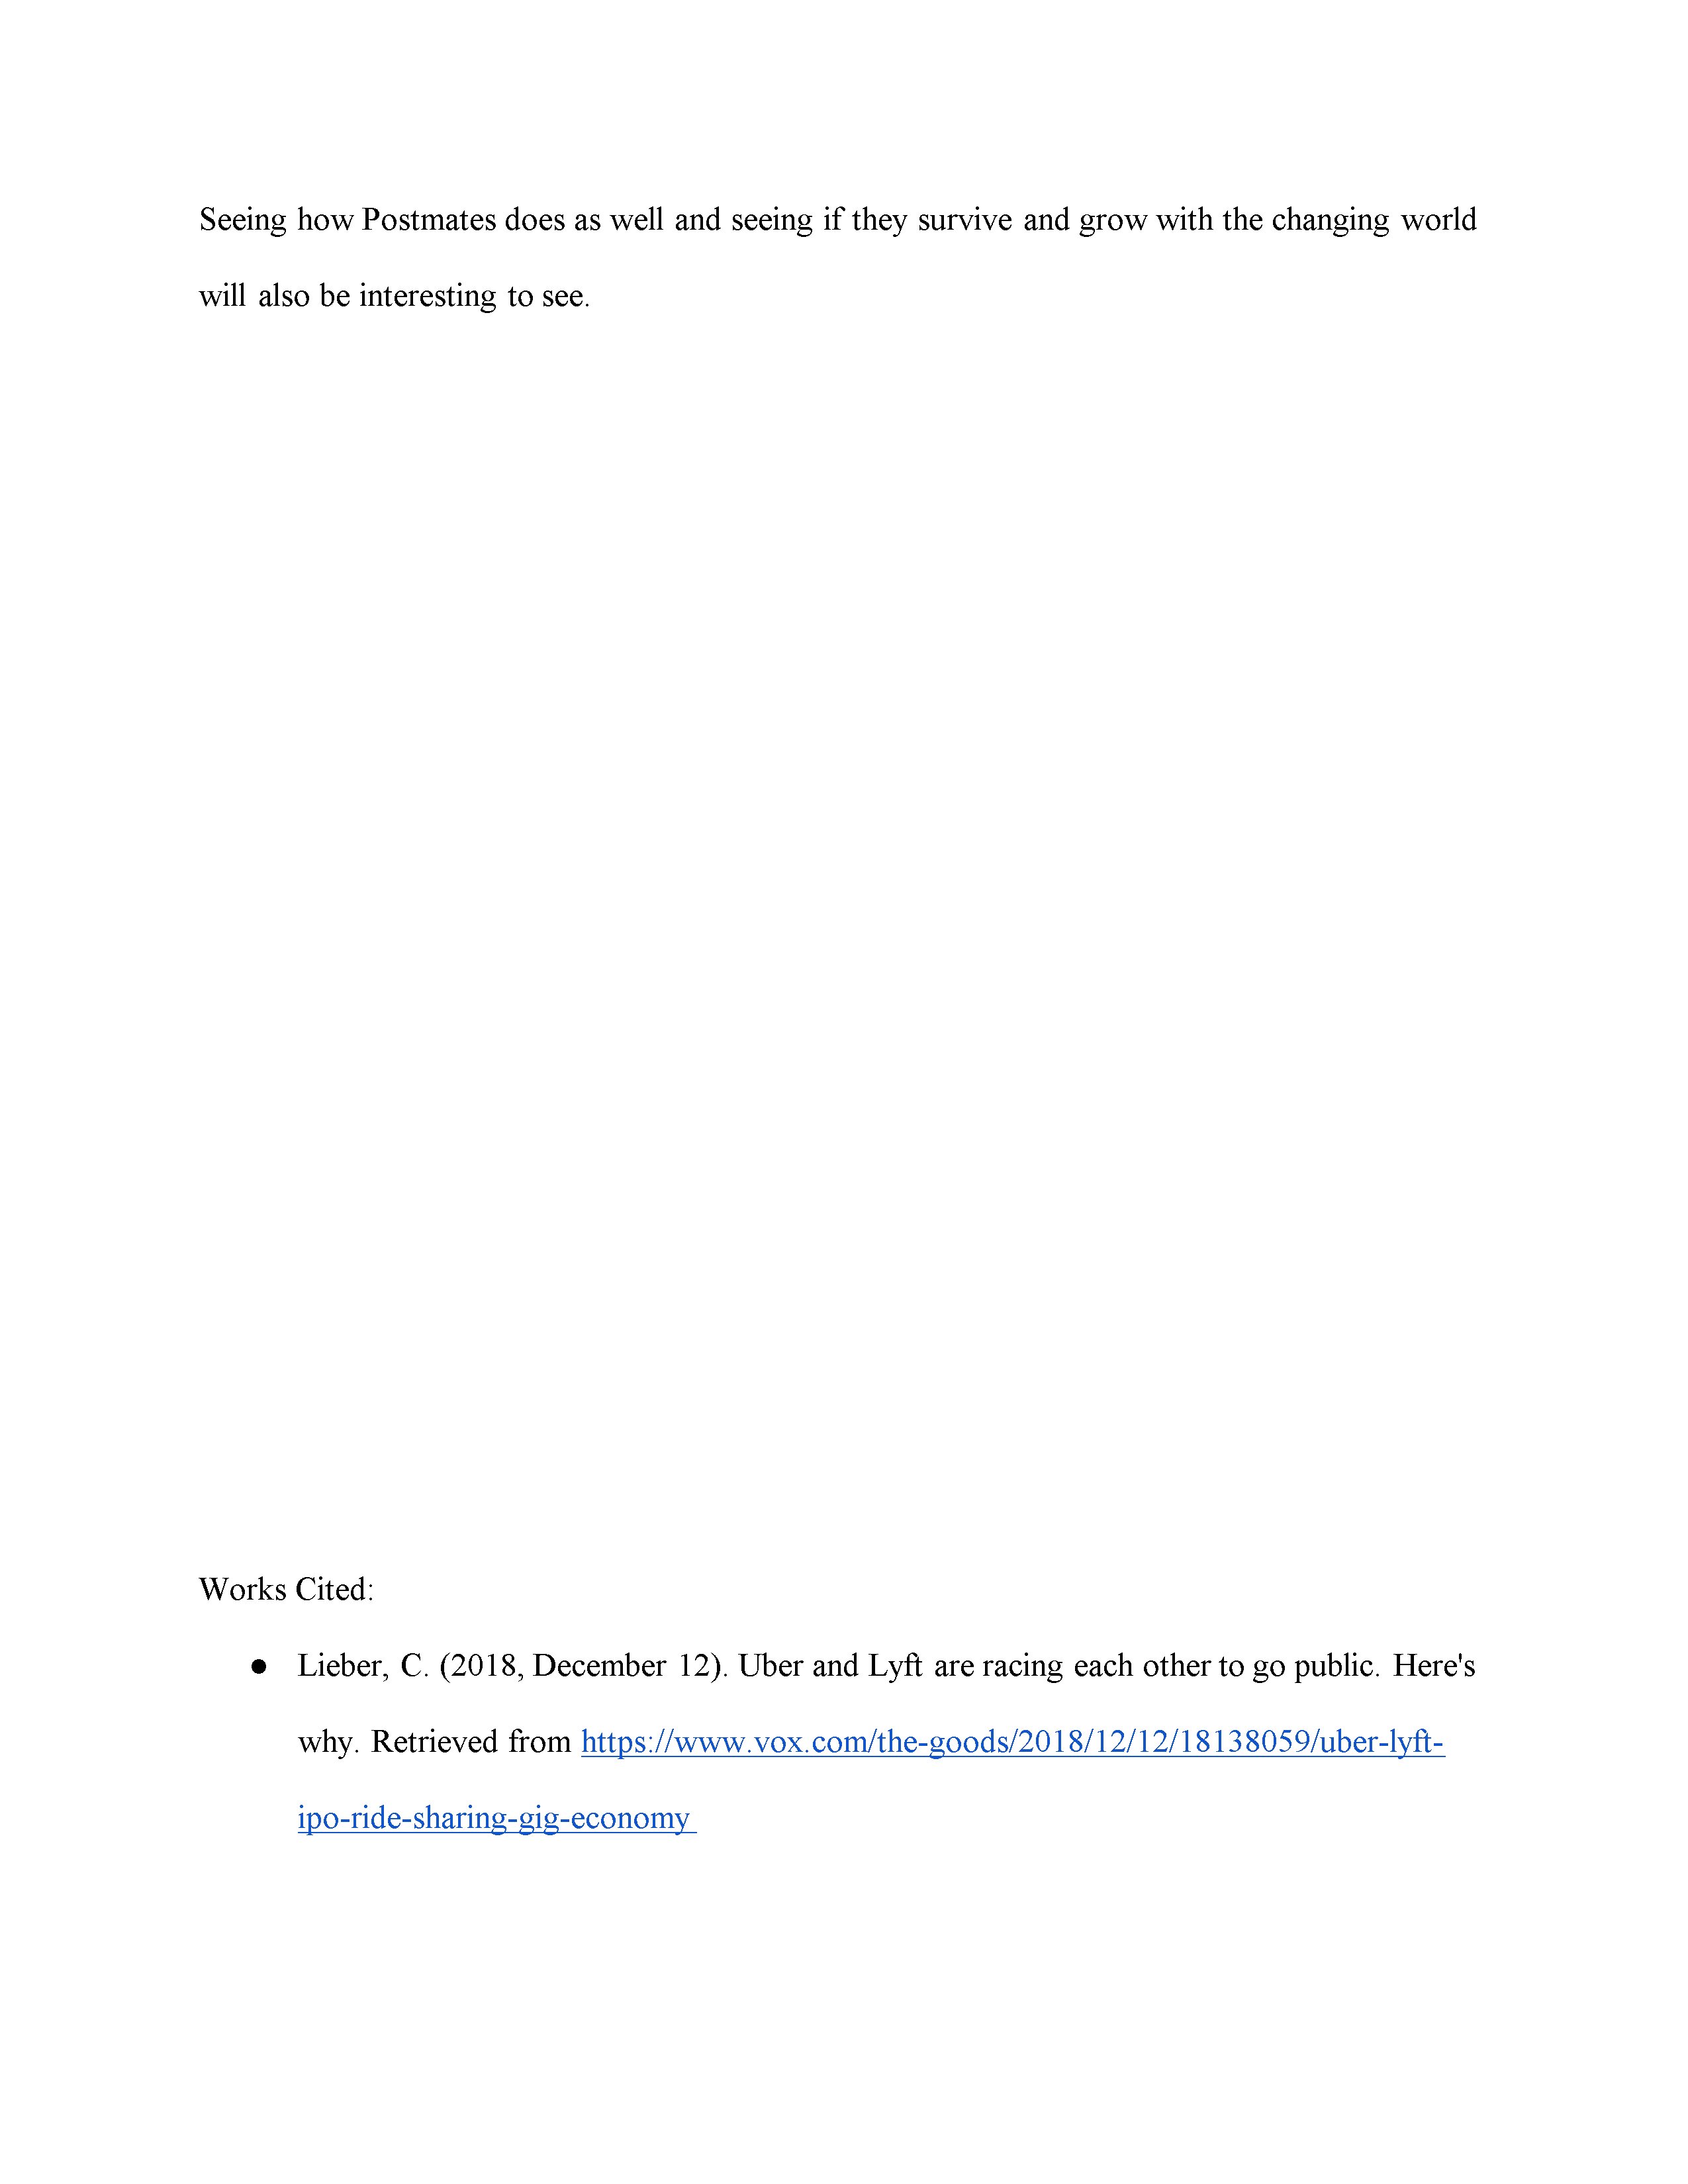 Seeing how Postmates does as well and seeing if they survive and grow with the changing world
will also be interesting to see.
Works Cited:
● Lieber, C. (2018, December 12). Uber and Lyft are racing each other to go public. Here's
why. Retrieved from https://www.vox.com/the-goods/2018/12/12/18138059/uber-lyft-
ipo-ride-sharing-gig-economy